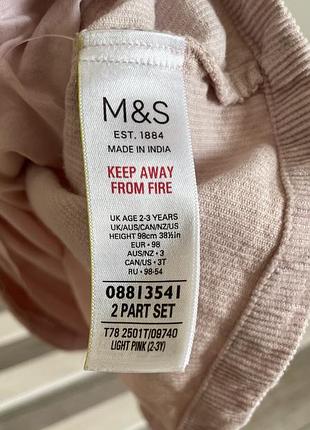 M&S
EST. 1884
MADE IN INDIA
KEEP AWAY
FROM FIRE
UK AGE 2-3 YEARS
UK/AUS/CAN/NZ/US
HEIGHT 98cm 38½in
EUR • 98
AUS/NZ • 3
CAN/US • 3T
RU • 98-54
08813541
2 PART SET
T78 2501T/09740
LIGHT PINK (2-3Y)